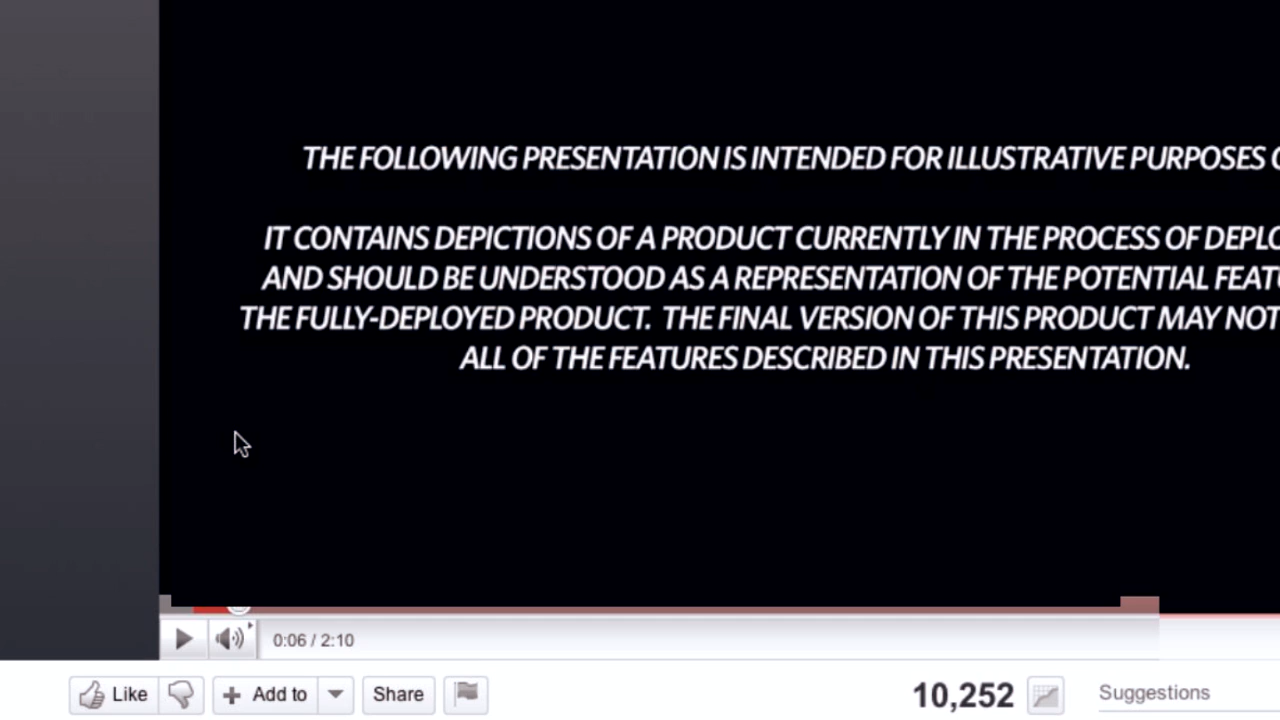 THE FOLLOWING PRESENTATION IS INTENDED FOR ILLUSTRATIVE PURPOSES
IT CONTAINS DEPICTIONS OF A PRODUCT CURRENTLY IN THE PROCESS OF
AND SHOULD BE UNDERSTOOD AS A REPRESENTATION OF THE POTENTIAL
THE FULLY-DEPLOYED PRODUCT. THE FINAL VERSION OF THIS PRODUCT MAY NOT
ALL OF THE FEATURES DESCRIBED IN THIS PRESENTATION.
0:06 / 2:10
Like Add to Share 10,252 Suggestions